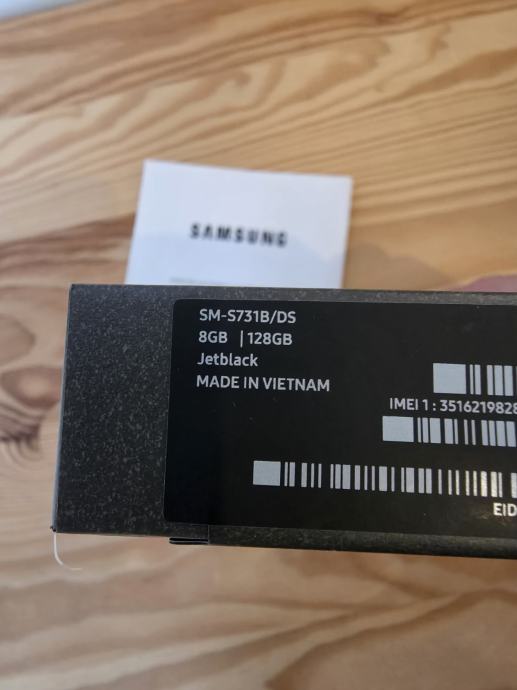 SAMSUNG
SM-S731B/DS
8GB | 128GB
Jetblack
MADE IN VIETNAM
IMEI 1 : 3516219828
EID